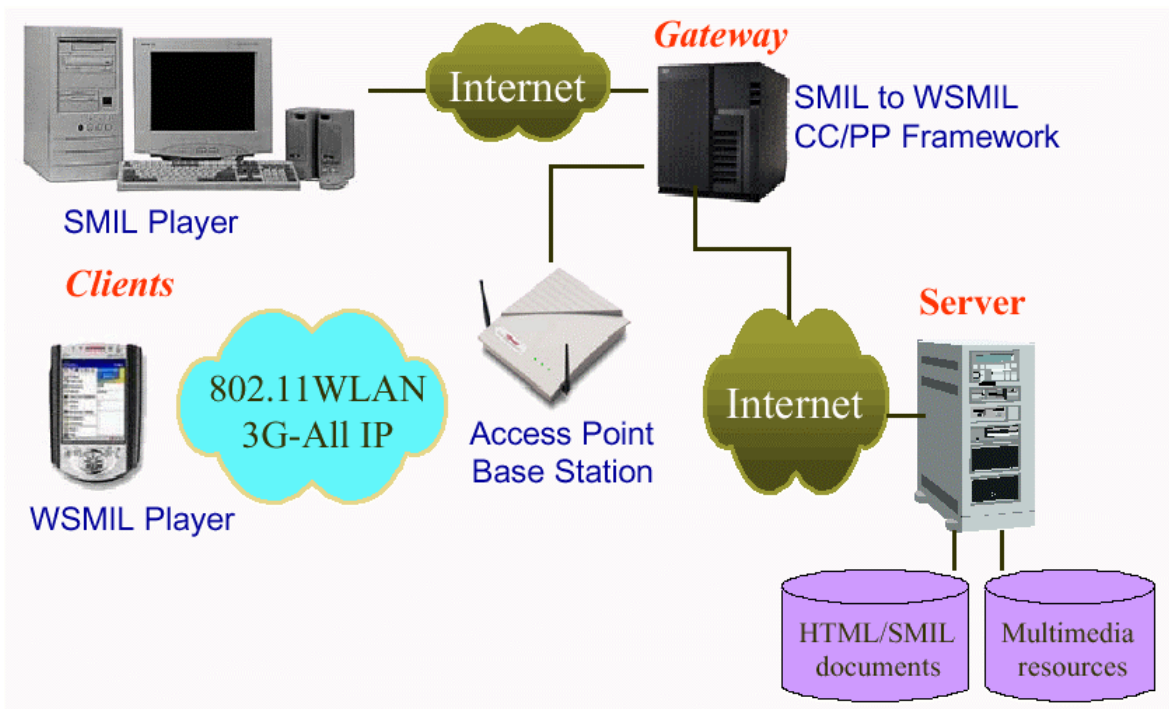 Gateway
Internet
SMIL to WSMIL
CC/PP Framework
SMIL Player
Clients
Server
802.11WLAN
3G-All IP
Internet
Access Point
Base Station
WSMIL Player
HTML/SMIL
documents
Multimedia
resources